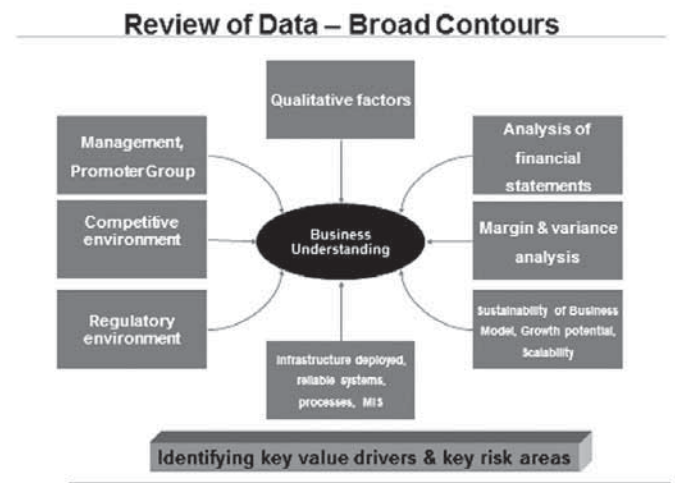 Review of Data – Broad Contours
Qualitative factors
Management,
Promoter Group
Analysis of
financial
statements
Competitive
environment
Business
Understanding
Margin & variance
analysis
Regulatory
environment
Sustainability of Business
Model, Growth potential,
Scalability
Infrastructure deployed,
reliable systems,
processes, MIS
Identifying key value drivers & key risk areas